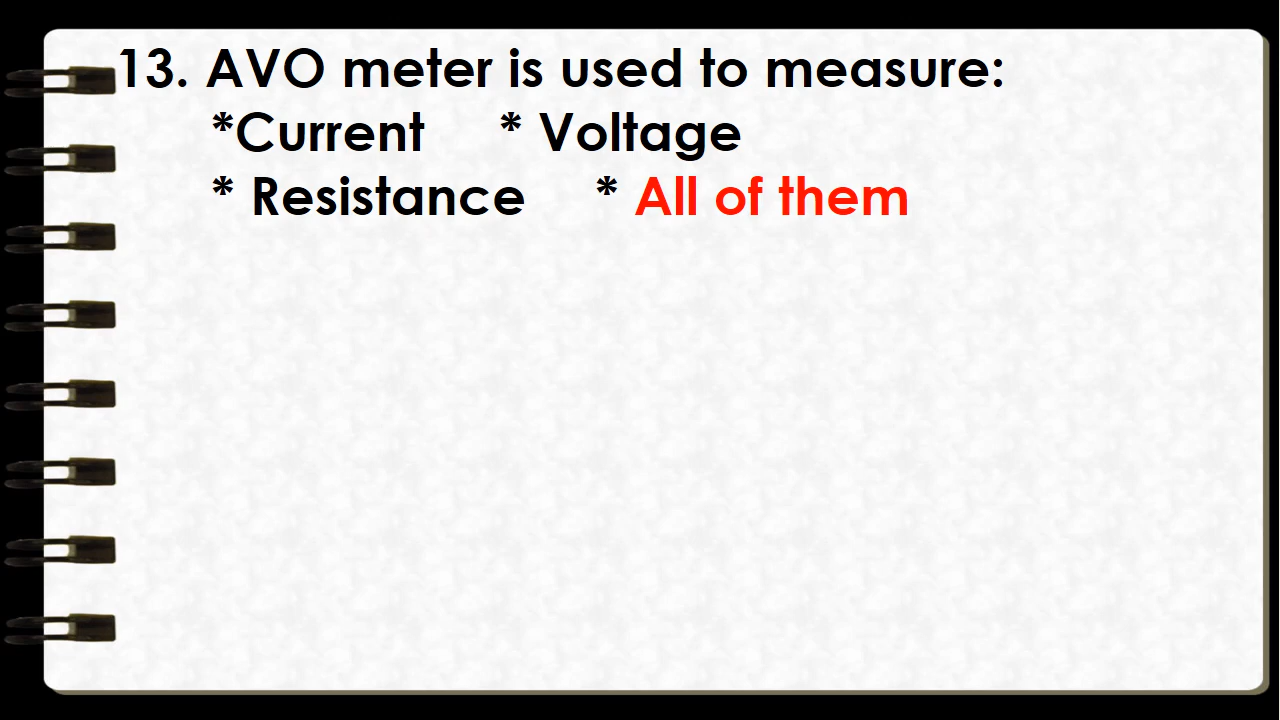 13. AVO meter is used to measure:
*Current * Voltage
* Resistance * All of them